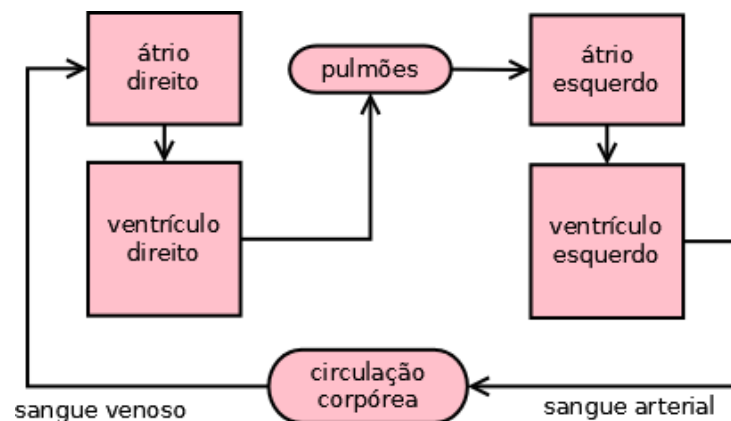 átrio
direito
pulmões
átrio
esquerdo
ventrículo
direito
ventrículo
esquerdo
circulação
corpórea
sangue venoso
sangue arterial